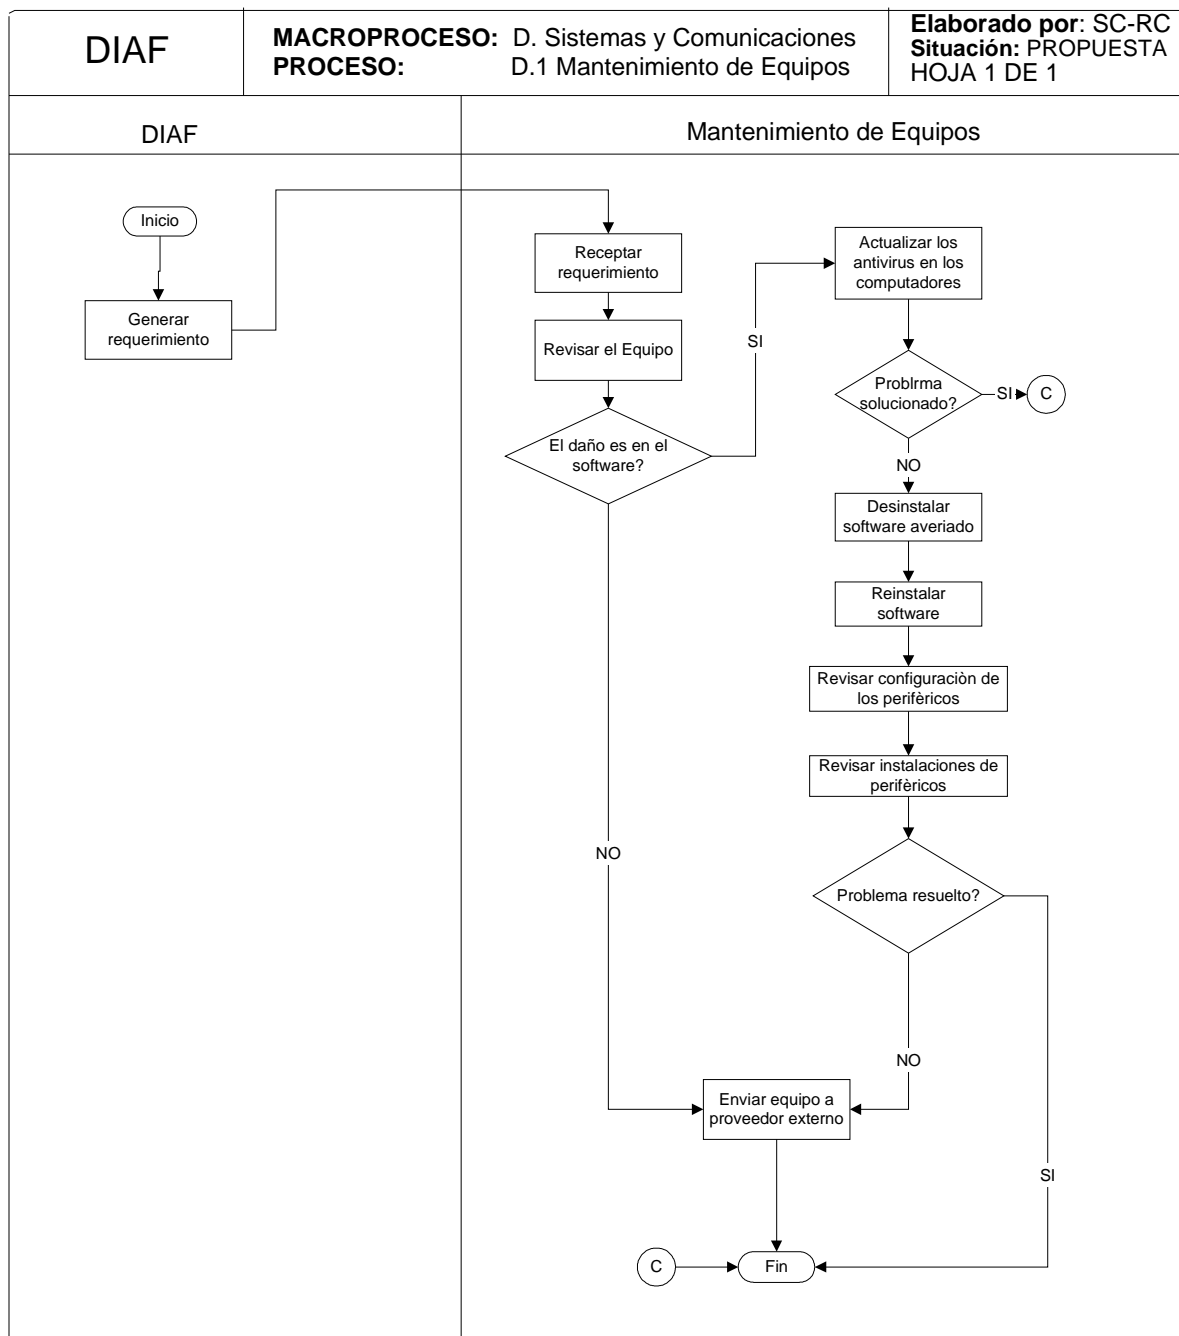 DIAF
MACROPROCESO: D. Sistemas y Comunicaciones
PROCESO: D.1 Mantenimiento de Equipos
Elaborado por: SC-RC
Situación: PROPUESTA
HOJA 1 DE 1
DIAF
Mantenimiento de Equipos
Inicio
Generar
requerimiento
Receptar
requerimiento
Revisar el Equipo
El daño es en el
software?
SI
NO
Actualizar los
antivirus en los
computadores
Problrma
solucionado?
SI
C
NO
Desinstalar
software averiado
Reinstalar
software
Revisar configuraciòn de
los perifèricos
Revisar instalaciones de
perifèricos
Problema resuelto?
NO
SI
Enviar equipo a
proveedor externo
C
Fin